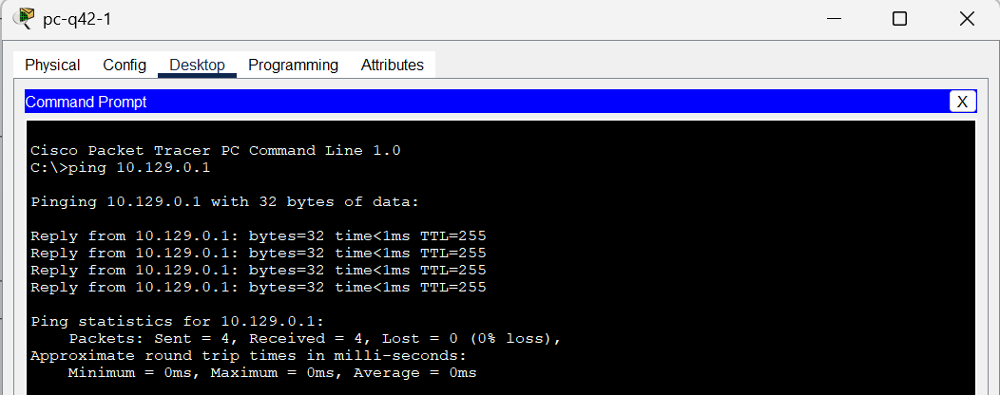 pc-q42-1
Physical Config Desktop Programming Attributes
Command Prompt X
Cisco Packet Tracer PC Command Line 1.0
C:\>ping 10.129.0.1
Pinging 10.129.0.1 with 32 bytes of data:
Reply from 10.129.0.1: bytes=32 time<1ms TTL=255
Reply from 10.129.0.1: bytes=32 time<1ms TTL=255
Reply from 10.129.0.1: bytes=32 time<1ms TTL=255
Reply from 10.129.0.1: bytes=32 time<1ms TTL=255
Ping statistics for 10.129.0.1:
Packets: Sent = 4, Received = 4, Lost = 0 (0% loss),
Approximate round trip times in milli-seconds:
Minimum = 0ms, Maximum = 0ms, Average = 0ms